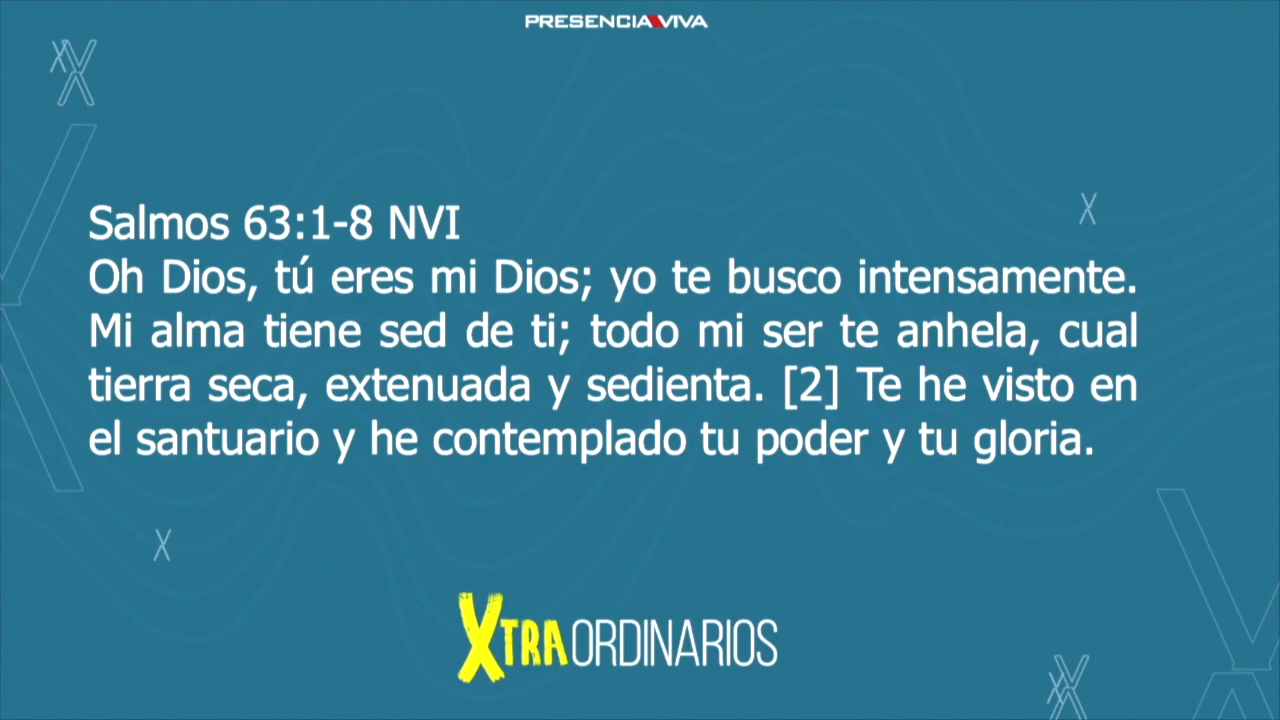 PRESENCIA VIVA
Salmos 63:1-8 NVI
Oh Dios, tú eres mi Dios; yo te busco intensamente.
Mi alma tiene sed de ti; todo mi ser te anhela, cual
tierra seca, extenuada y sedienta. [2] Te he visto en
el santuario y he contemplado tu poder y tu gloria.
XTRAORDINARIOS